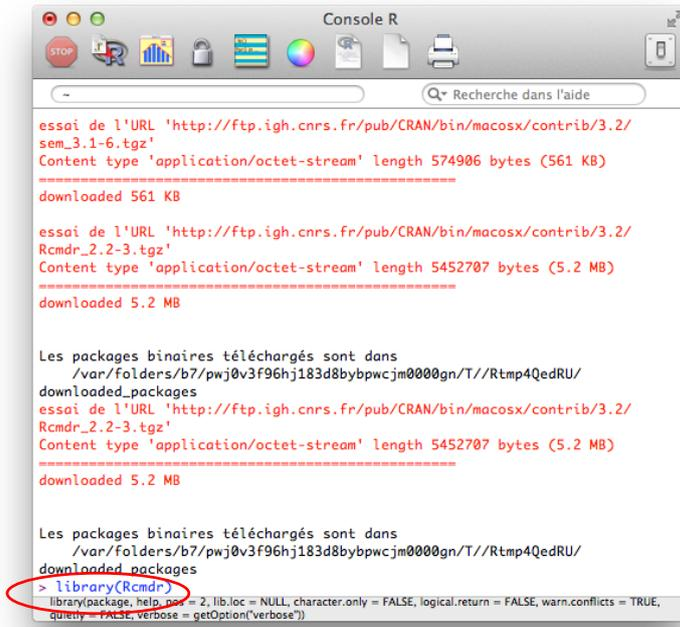 Console R
STOP
~
Recherche dans l'aide
essai de l'URL 'http://ftp.igh.cnrs.fr/pub/CRAN/bin/macosx/contrib/3.2/
sem_3.1-6.tgz'
Content type 'application/octet-stream' length 574906 bytes (561 KB)
==================================================
downloaded 561 KB
essai de l'URL 'http://ftp.igh.cnrs.fr/pub/CRAN/bin/macosx/contrib/3.2/
Rcmdr_2.2-3.tgz'
Content type 'application/octet-stream' length 5452707 bytes (5.2 MB)
==================================================
downloaded 5.2 MB
Les packages binaires téléchargés sont dans
/var/folders/b7/pwj0v3f96hj183d8bybpwcjm0000gn/T//Rtmp4QedRU/
downloaded_packages
essai de l'URL 'http://ftp.igh.cnrs.fr/pub/CRAN/bin/macosx/contrib/3.2/
Rcmdr_2.2-3.tgz'
Content type 'application/octet-stream' length 5452707 bytes (5.2 MB)
==================================================
downloaded 5.2 MB
Les packages binaires téléchargés sont dans
/var/folders/b7/pwj0v3f96hj183d8bybpwcjm0000gn/T//Rtmp4QedRU/
downloaded_packages
> library(Rcmdr)
library(package, help, pos = 2, lib.loc = NULL, character.only = FALSE, logical.return = FALSE, warn.conflicts = TRUE,
quietly = FALSE, verbose = getOption("verbose"))